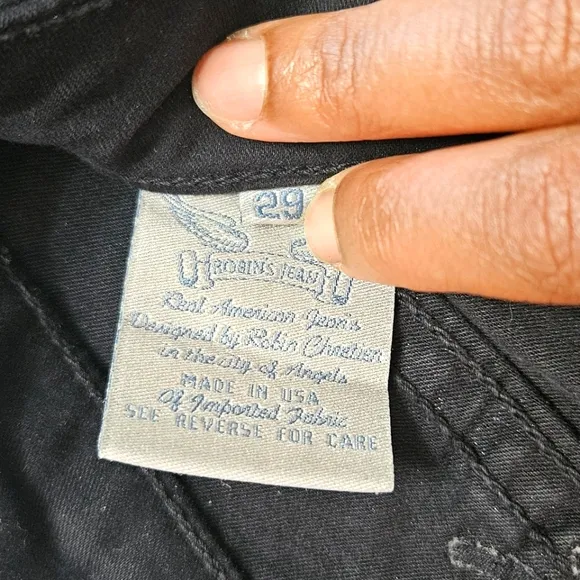 29
ROBIN'S JEAN
Real American Jean's
Designed by Robin Chretien
in the city of Angels
MADE IN USA
Of Imported Fabric
SEE REVERSE FOR CARE